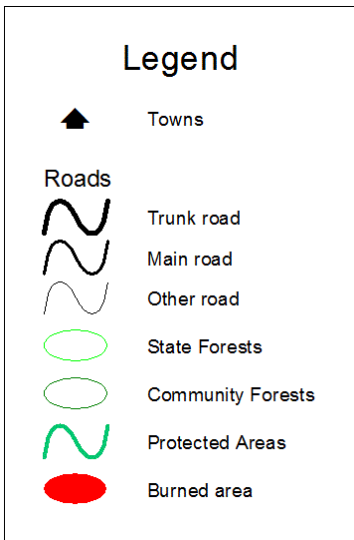 Legend
Towns
Roads
Trunk road
Main road
Other road
State Forests
Community Forests
Protected Areas
Burned area